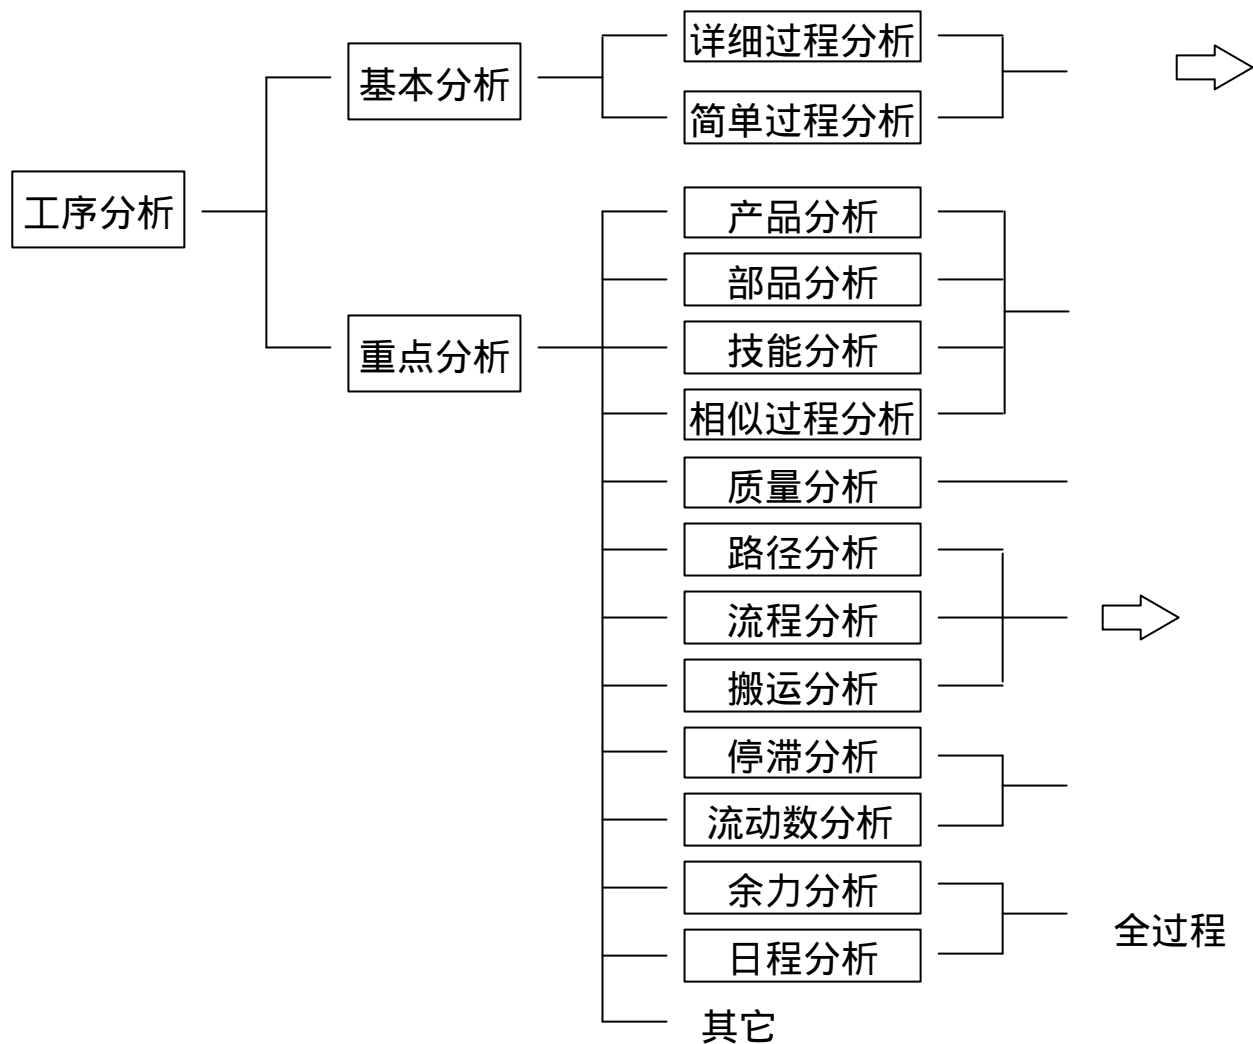 详细过程分析
基本分析
简单过程分析
工序分析
产品分析
部品分析
重点分析
技能分析
相似过程分析
质量分析
路径分析
流程分析
搬运分析
停滞分析
流动数分析
余力分析
全过程
日程分析
其它